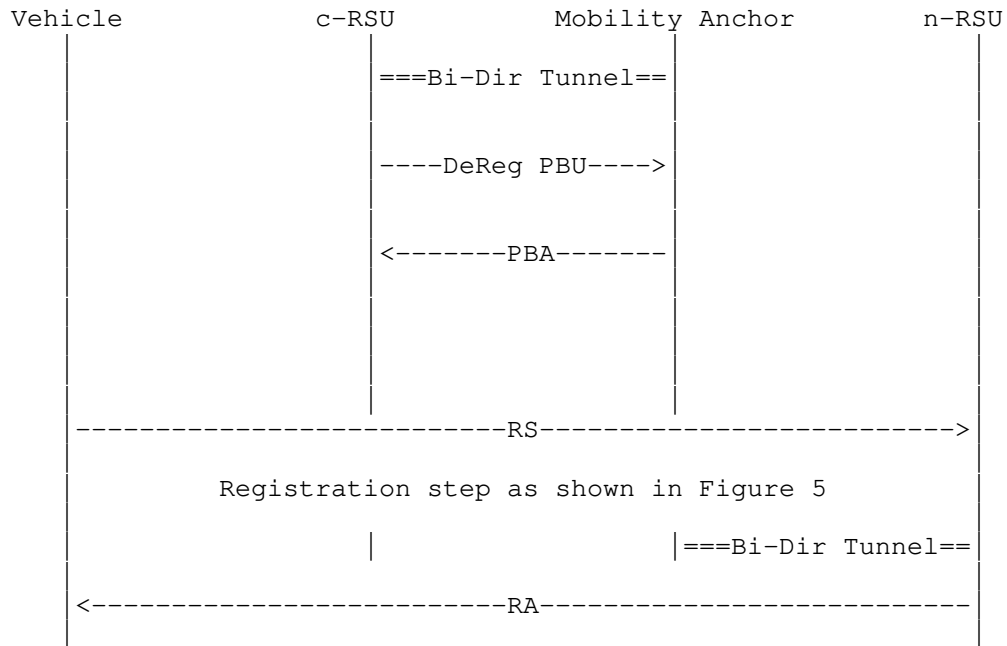 Vehicle c-RSU Mobility Anchor n-RSU
===Bi-Dir Tunnel==
----DeReg PBU---->
<-------PBA-------
---------------------------RS--------------------------->
Registration step as shown in Figure 5
===Bi-Dir Tunnel==
<--------------------------RA---------------------------